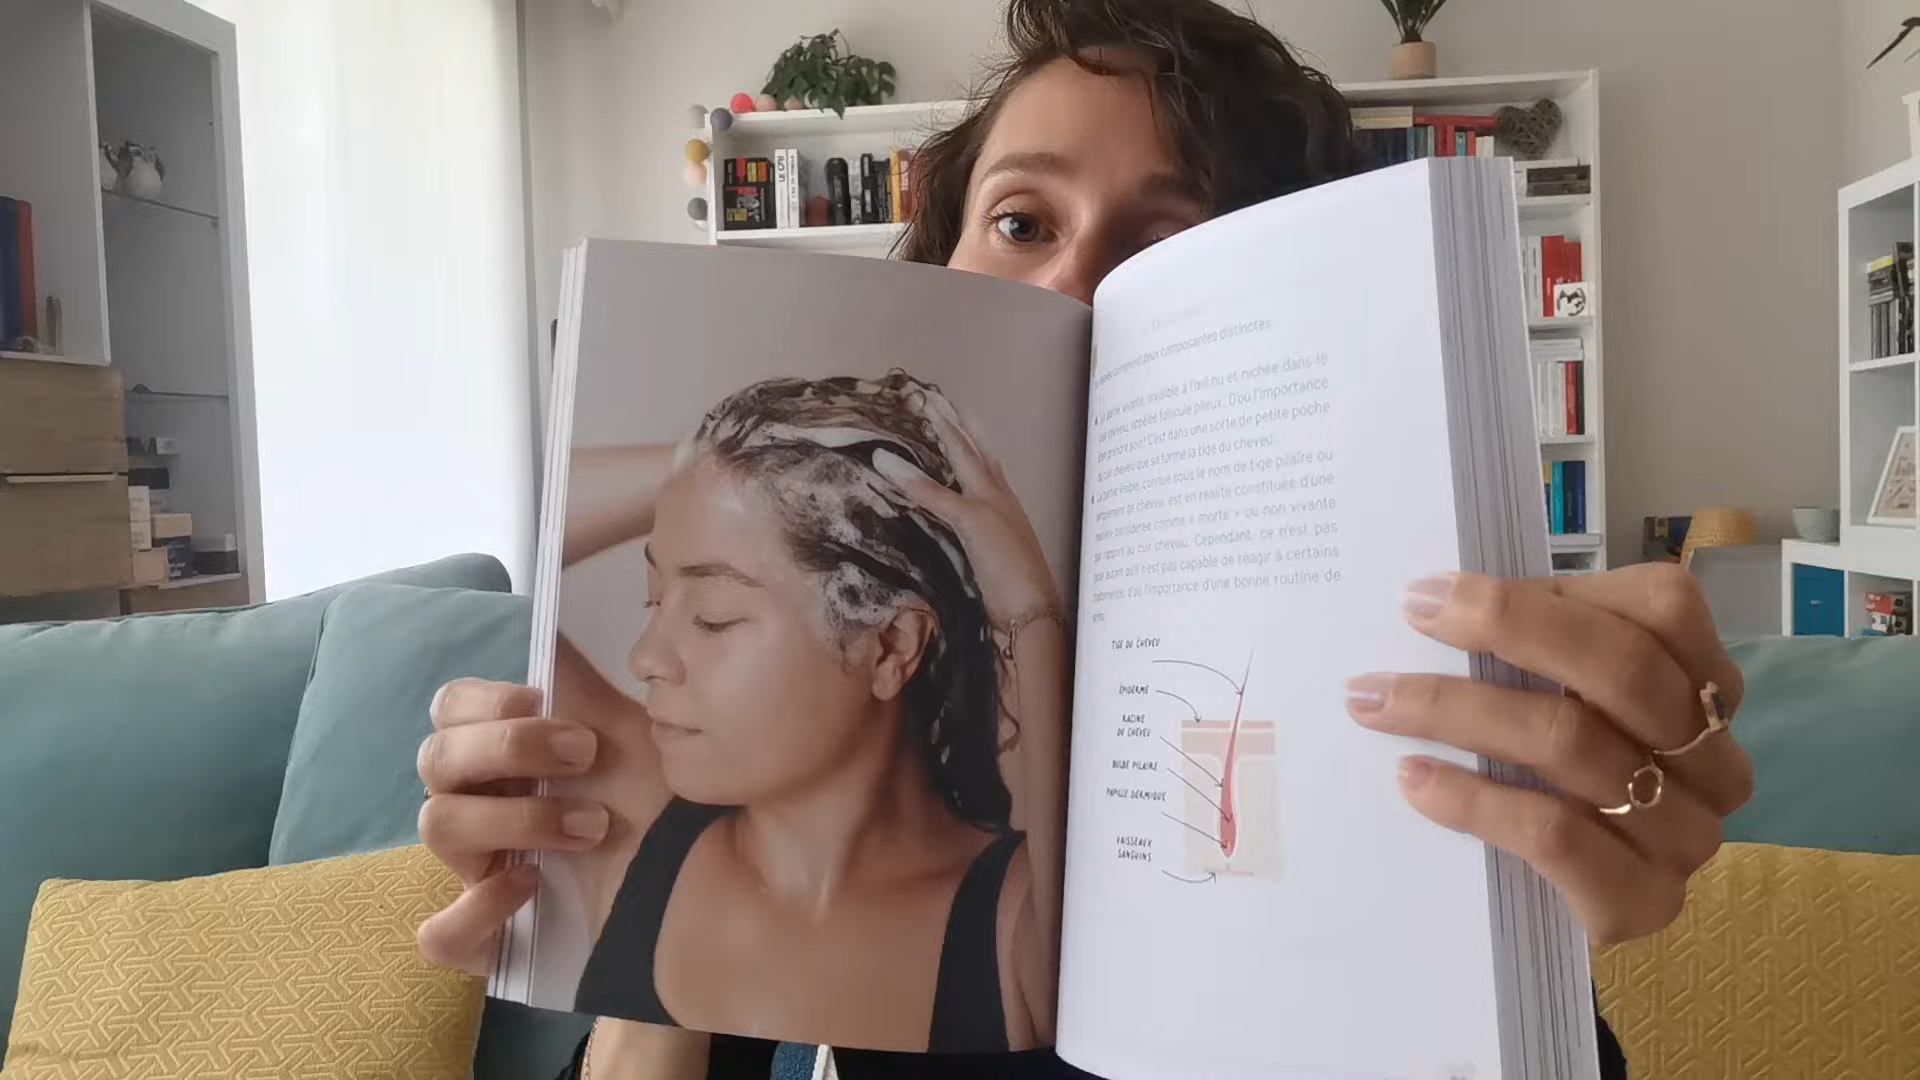 comprend deux composantes distinctes
La partie vivante, invisible à l'œil nu et nichée dans le
cuir chevelu, appelée follicule pileux. D'où l'importance
d'en prendre soin! C'est dans une sorte de petite poche
du cuir chevelu que se forme la tige du cheveu.
La partie visible, connue sous le nom de tige pilaire ou
de cheveu, est en réalité constituée d'une
matière considérée comme « morte » ou non vivante
par rapport au cuir chevelu. Cependant, ce n'est pas
pour autant qu'il n'est pas capable de réagir à certains
traitements, d'où l'importance d'une bonne routine de
soins.
TIGE DU CHEVEU
ÉPIDERME
RACINE
DU CHEVEU
BULBE PILAIRE
PAPILLE DERMIQUE
VAISSEAUX
SANGUINS